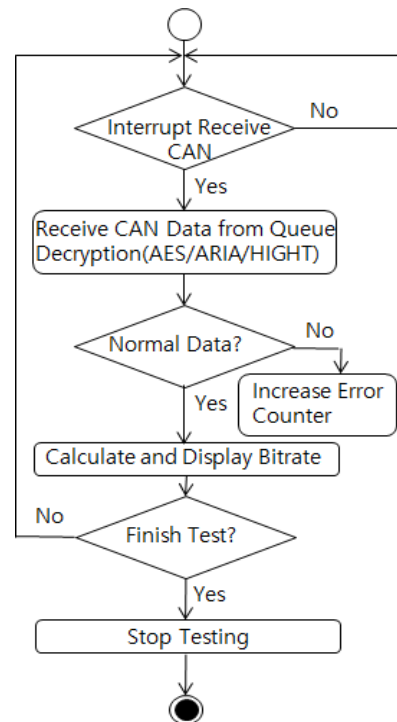 No
Interrupt Receive
CAN
Yes
Receive CAN Data from Queue
Decryption(AES/ARIA/HIGHT)
No
Normal Data?
Increase Error
Counter
Yes
Calculate and Display Bitrate
No
Finish Test?
Yes
Stop Testing